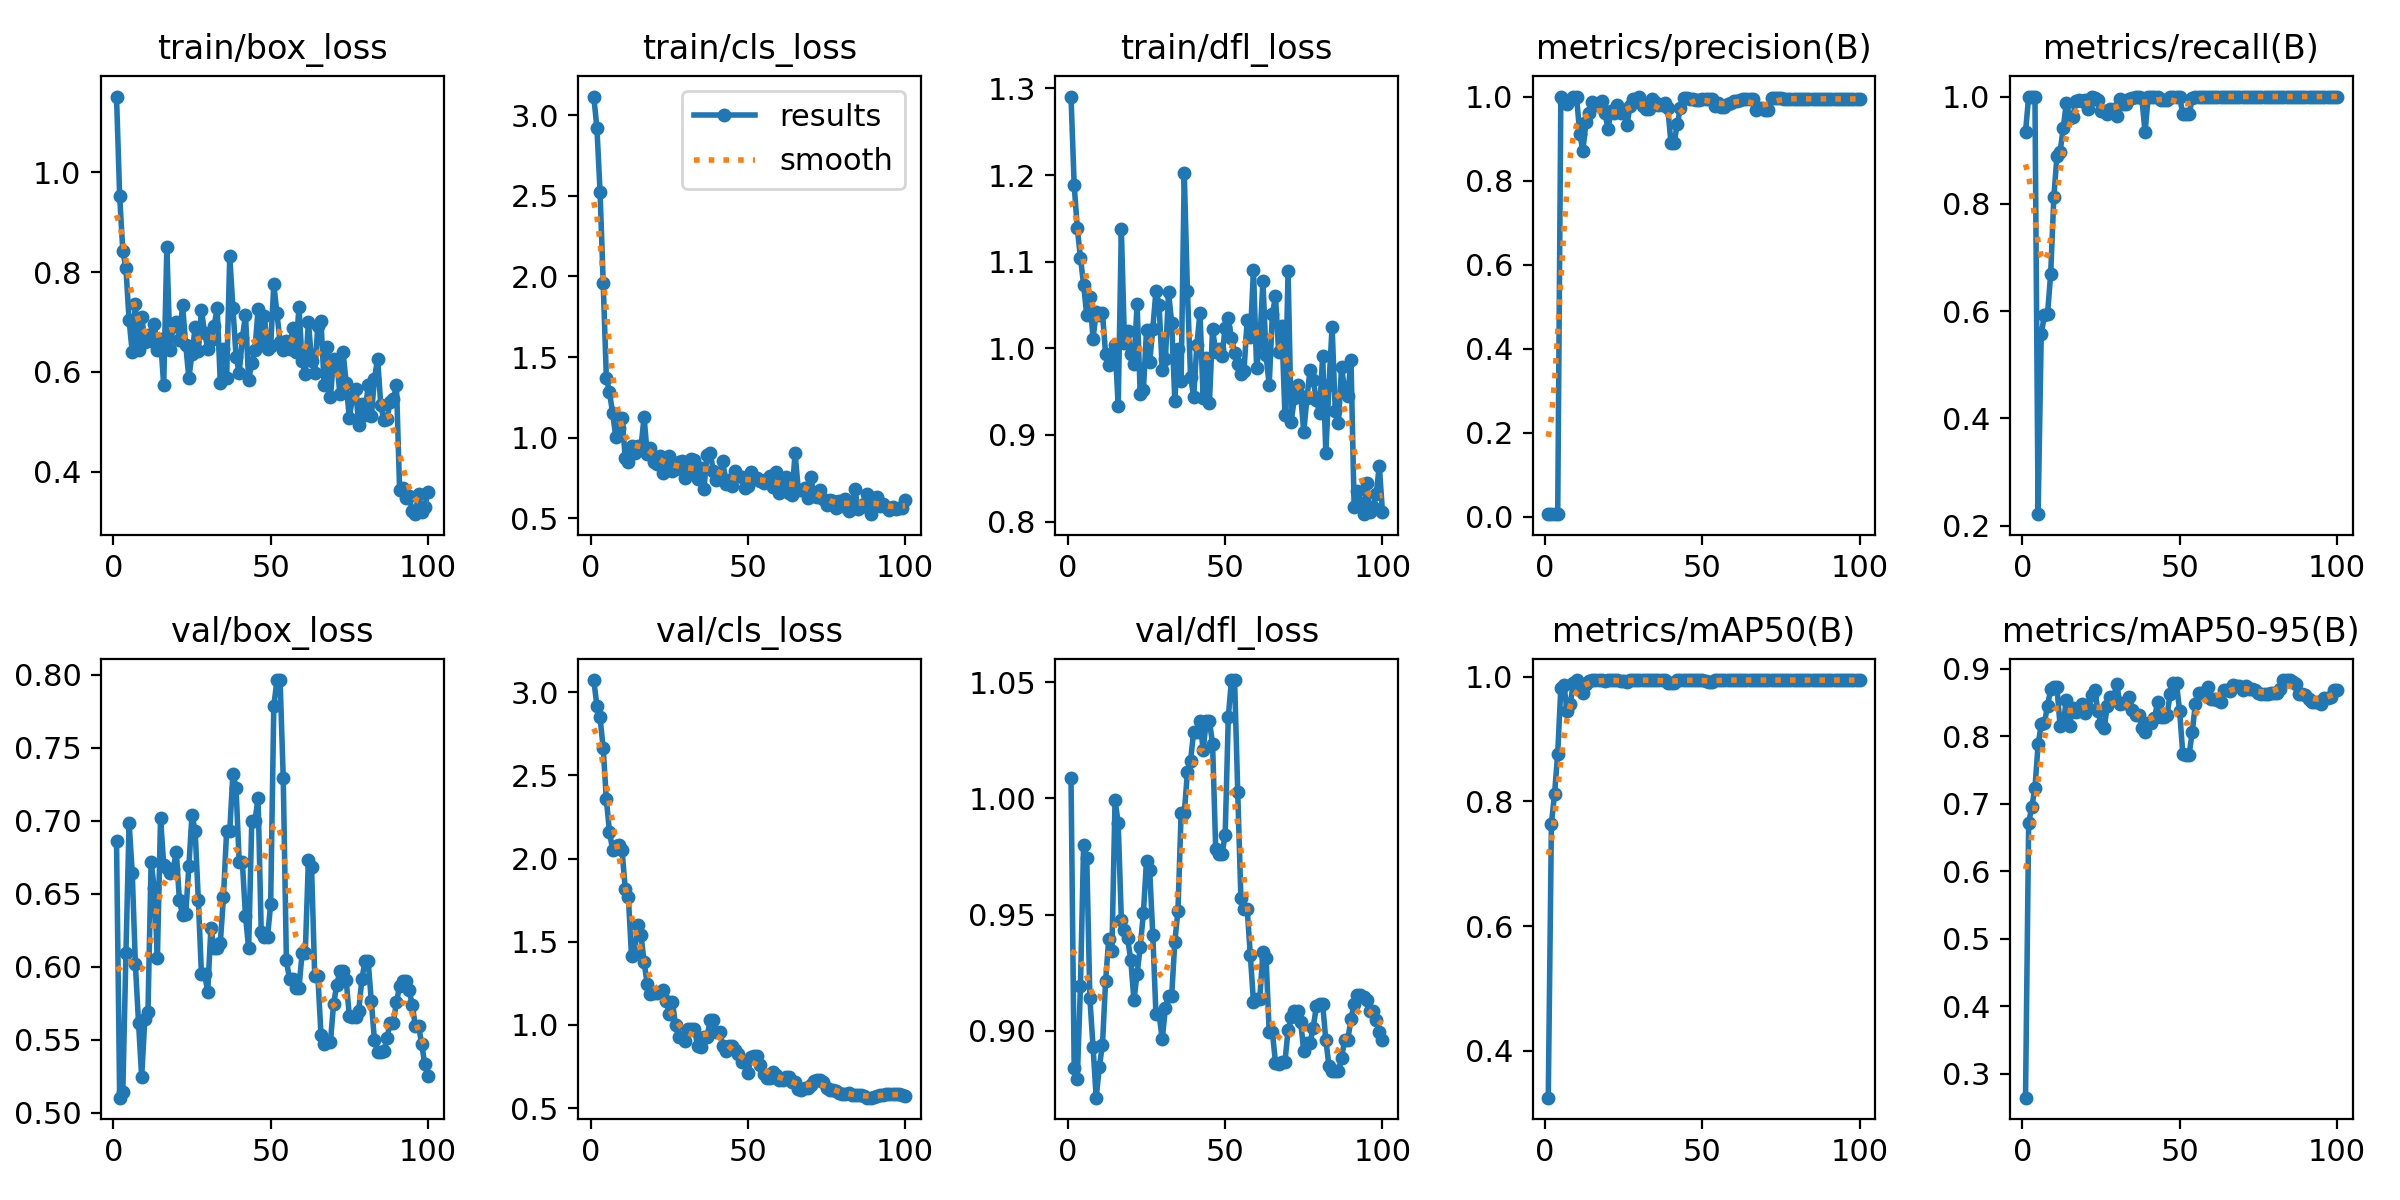 train/box_loss
train/cls_loss
train/dfl_loss
metrics/precision(B)
metrics/recall(B)
1.0
0.8
0.6
0.4
0 50 100
3.0
2.5
2.0
1.5
1.0
0.5
0 50 100
results
smooth
1.3
1.2
1.1
1.0
0.9
0.8
0 50 100
1.0
0.8
0.6
0.4
0.2
0.0
0 50 100
1.0
0.8
0.6
0.4
0.2
0 50 100
val/box_loss
val/cls_loss
val/dfl_loss
metrics/mAP50(B)
metrics/mAP50-95(B)
0.80
0.75
0.70
0.65
0.60
0.55
0.50
0 50 100
3.0
2.5
2.0
1.5
1.0
0.5
0 50 100
1.05
1.00
0.95
0.90
0 50 100
1.0
0.8
0.6
0.4
0 50 100
0.9
0.8
0.7
0.6
0.5
0.4
0.3
0 50 100